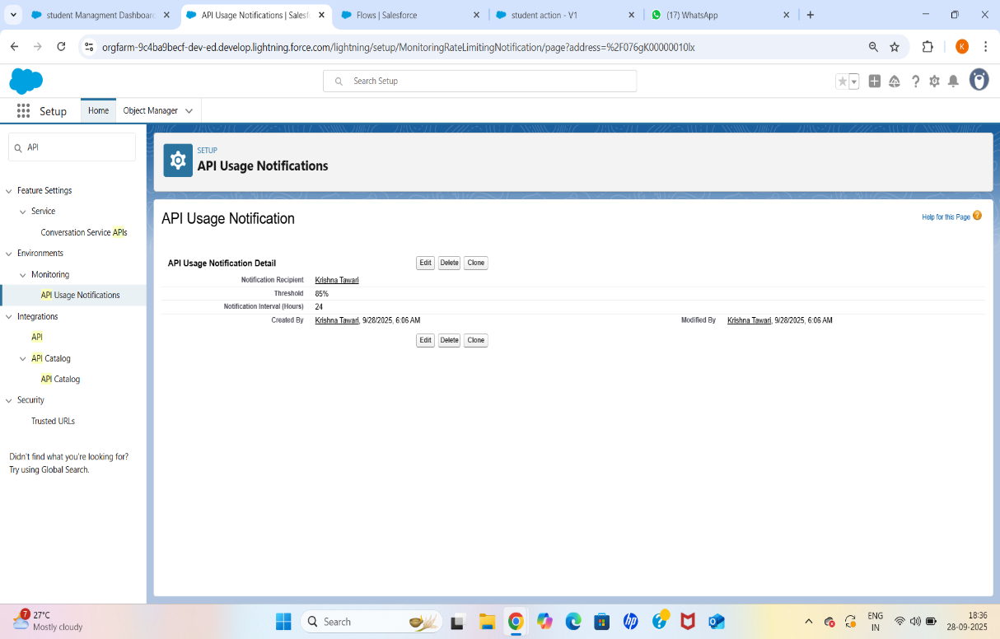 student Management Dashboard
API Usage Notifications | Salesf
Flows | Salesforce
student action - V1
(17) WhatsApp
orgfarm-9c4ba9becf-dev-ed.develop.lightning.force.com/lightning/setup/MonitoringRateLimitingNotification/page?address=%2F076gK00000010lx
K
Search Setup
Setup
Home
Object Manager
API
SETUP
API Usage Notifications
Feature Settings
Service
Conversation Service APIs
Environments
Monitoring
API Usage Notifications
Integrations
API
API Catalog
API Catalog
Security
Trusted URLs
Didn't find what you're looking for?
Try using Global Search.
API Usage Notification
Help for this Page
API Usage Notification Detail
Edit Delete Clone
Notification Recipient Krishna Tawari
Threshold 85%
Notification Interval (Hours) 24
Created By Krishna Tawari, 9/28/2025, 6:06 AM Modified By Krishna Tawari, 9/28/2025, 6:06 AM
Edit Delete Clone
7
27°C
Mostly cloudy
Search
hp
ENG
IN
18:36
28-09-2025